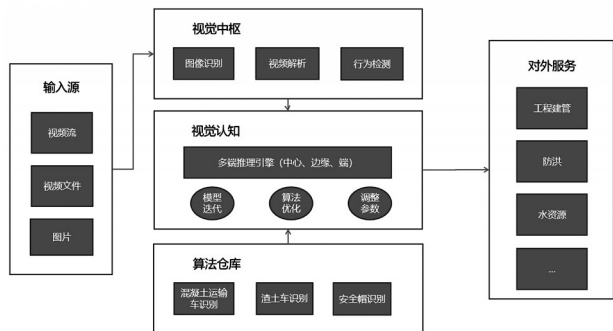 输入源
视频流
视频文件
图片
视觉中枢
图像识别
视频解析
行为检测
视觉认知
多端推理引擎（中心、边缘、端）
模型
迭代
算法
优化
调整
参数
算法仓库
混凝土运输
车识别
渣土车识别
安全帽识别
对外服务
工程建管
防洪
水资源
...